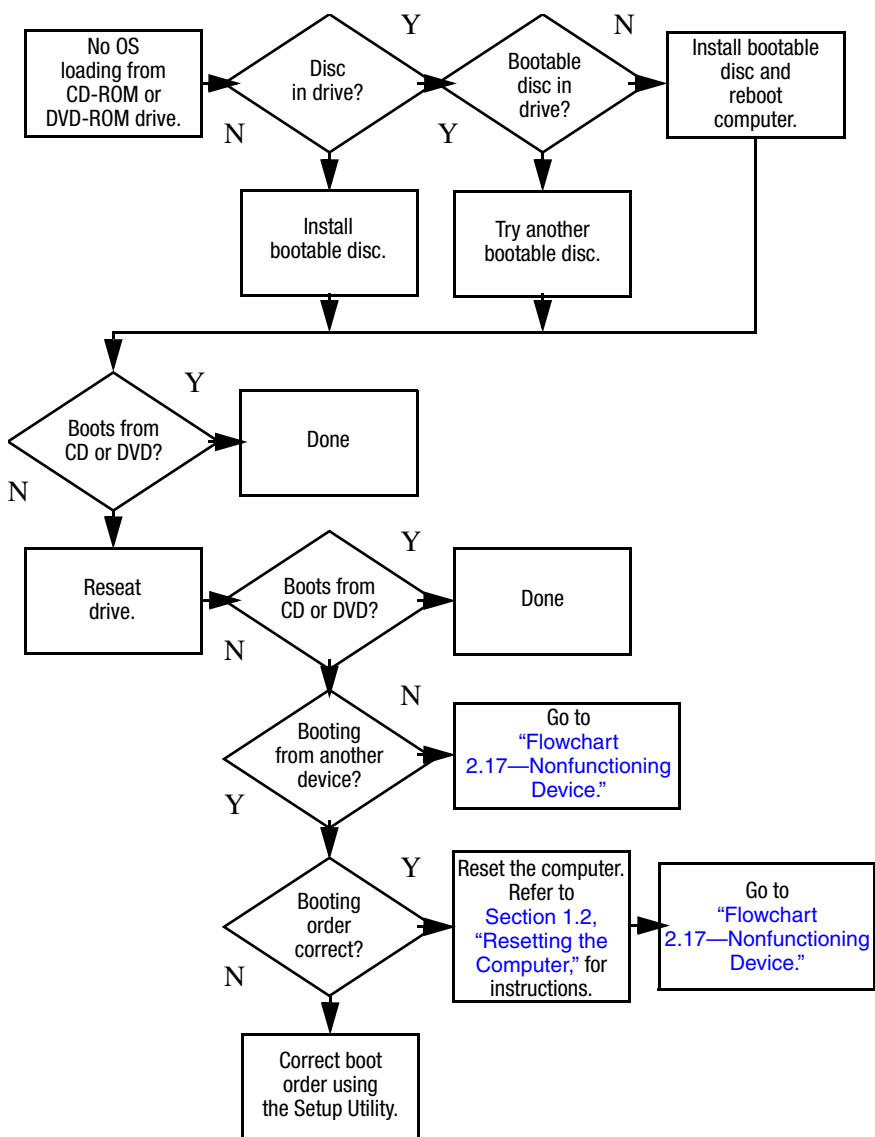 No OS
loading from
CD-ROM or
DVD-ROM drive.
Disc
in drive?
Y
N
Bootable
disc in
drive?
N
Y
Install bootable
disc and
reboot
computer.
Install
bootable disc.
Try another
bootable disc.
Boots from
CD or DVD?
Y
N
Done
Reseat
drive.
Boots from
CD or DVD?
Y
N
Done
Booting
from another
device?
N
Y
Go to
“Flowchart
2.17—Nonfunctioning
Device.”
Booting
order
correct?
Y
N
Reset the computer.
Refer to
Section 1.2,
“Resetting the
Computer,” for
instructions.
Go to
“Flowchart
2.17—Nonfunctioning
Device.”
Correct boot
order using
the Setup Utility.